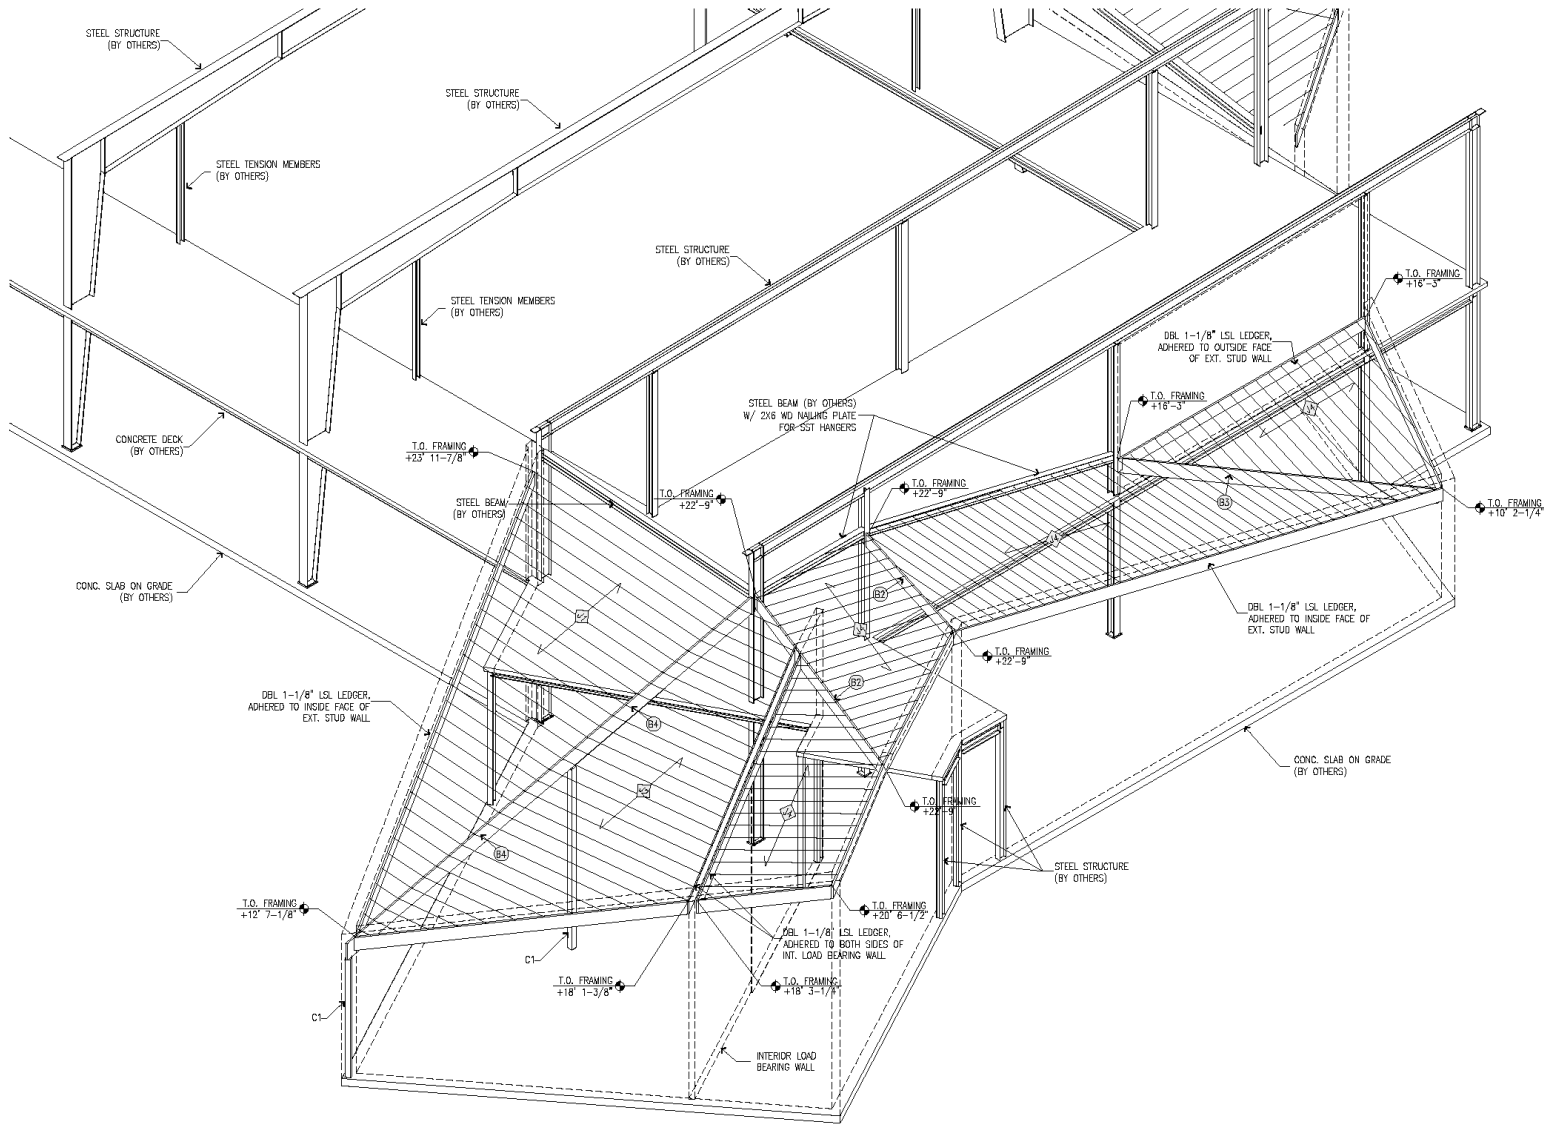 STEEL STRUCTURE
(BY OTHERS)
STEEL STRUCTURE
(BY OTHERS)
STEEL TENSION MEMBERS
(BY OTHERS)
STEEL STRUCTURE
(BY OTHERS)
T.O. FRAMING
+16'-3"
STEEL TENSION MEMBERS
(BY OTHERS)
DBL 1-1/8" LSL LEDGER,
ADHERED TO OUTSIDE FACE
OF EXT. STUD WALL
T.O. FRAMING
+16'-3"
STEEL BEAM (BY OTHERS)
W/ 2X6 WD NAILING PLATE
FOR SST HANGERS
CONCRETE DECK
(BY OTHERS)
T.O. FRAMING
+23' 11-7/8"
T.O. FRAMING
+22'-9"
T.O. FRAMING
+22'-9"
B3
STEEL BEAM
(BY OTHERS)
T.O. FRAMING
+10' 2-1/4"
CONC. SLAB ON GRADE
(BY OTHERS)
B2
DBL 1-1/8" LSL LEDGER,
ADHERED TO INSIDE FACE OF
EXT. STUD WALL
T.O. FRAMING
+22'-9"
B2
DBL 1-1/8" LSL LEDGER,
ADHERED TO INSIDE FACE OF
EXT. STUD WALL
B4
CONC. SLAB ON GRADE
(BY OTHERS)
T.O. FRAMING
+22'-9"
B4
STEEL STRUCTURE
(BY OTHERS)
T.O. FRAMING
+12' 7-1/8"
T.O. FRAMING
+20' 6-1/2"
DBL 1-1/8" LSL LEDGER,
ADHERED TO BOTH SIDES OF
INT. LOAD BEARING WALL
C1
T.O. FRAMING
+18' 1-3/8"
T.O. FRAMING
+18' 3-1/4"
C1
INTERIOR LOAD
BEARING WALL